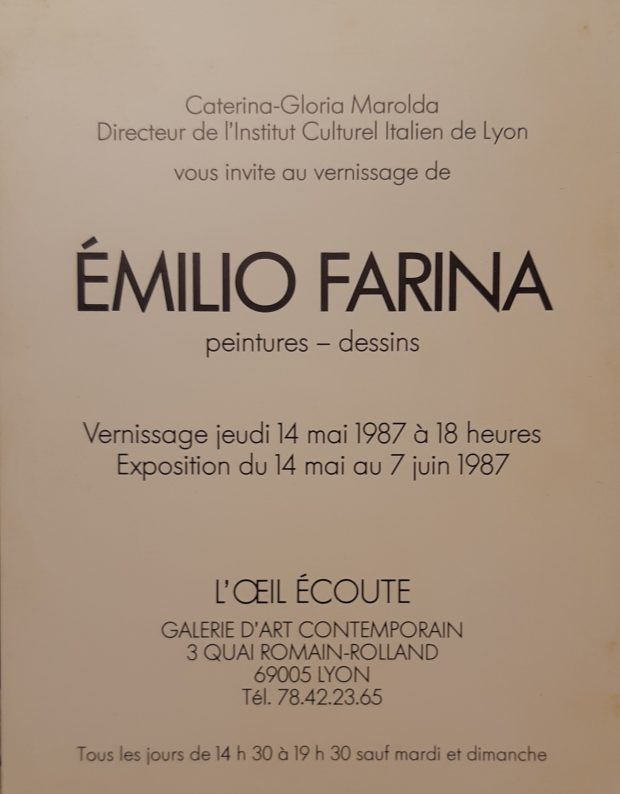 Caterina-Gloria Marolda
Directeur de l'Institut Culturel Italien de Lyon
vous invite au vernissage de
ÉMILIO FARINA
peintures – dessins
Vernissage jeudi 14 mai 1987 à 18 heures
Exposition du 14 mai au 7 juin 1987
L'ŒIL ÉCOUTE
GALERIE D'ART CONTEMPORAIN
3 QUAI ROMAIN-ROLLAND
69005 LYON
Tél. 78.42.23.65
Tous les jours de 14 h 30 à 19 h 30 sauf mardi et dimanche